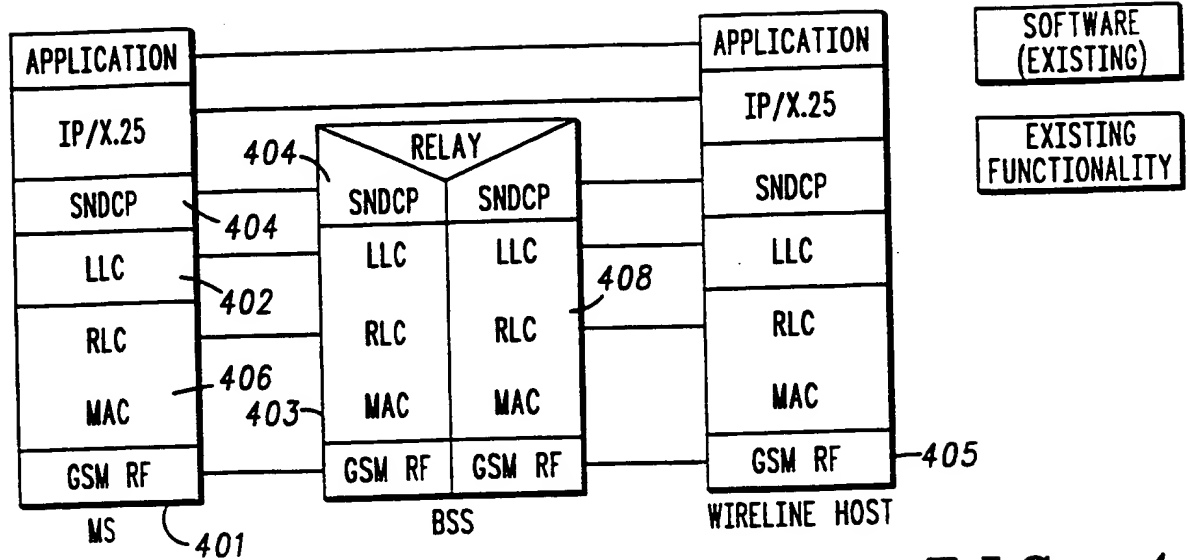 APPLICATION
IP/X.25
SNDCP
LLC
RLC
MAC
GSM RF
MS
401
402
404
406
404
RELAY
SNDCP SNDCP
LLC LLC
RLC RLC
MAC MAC
GSM RF GSM RF
BSS
403
408
APPLICATION
IP/X.25
SNDCP
LLC
RLC
MAC
GSM RF
WIRELINE HOST
405
SOFTWARE
(EXISTING)
EXISTING
FUNCTIONALITY